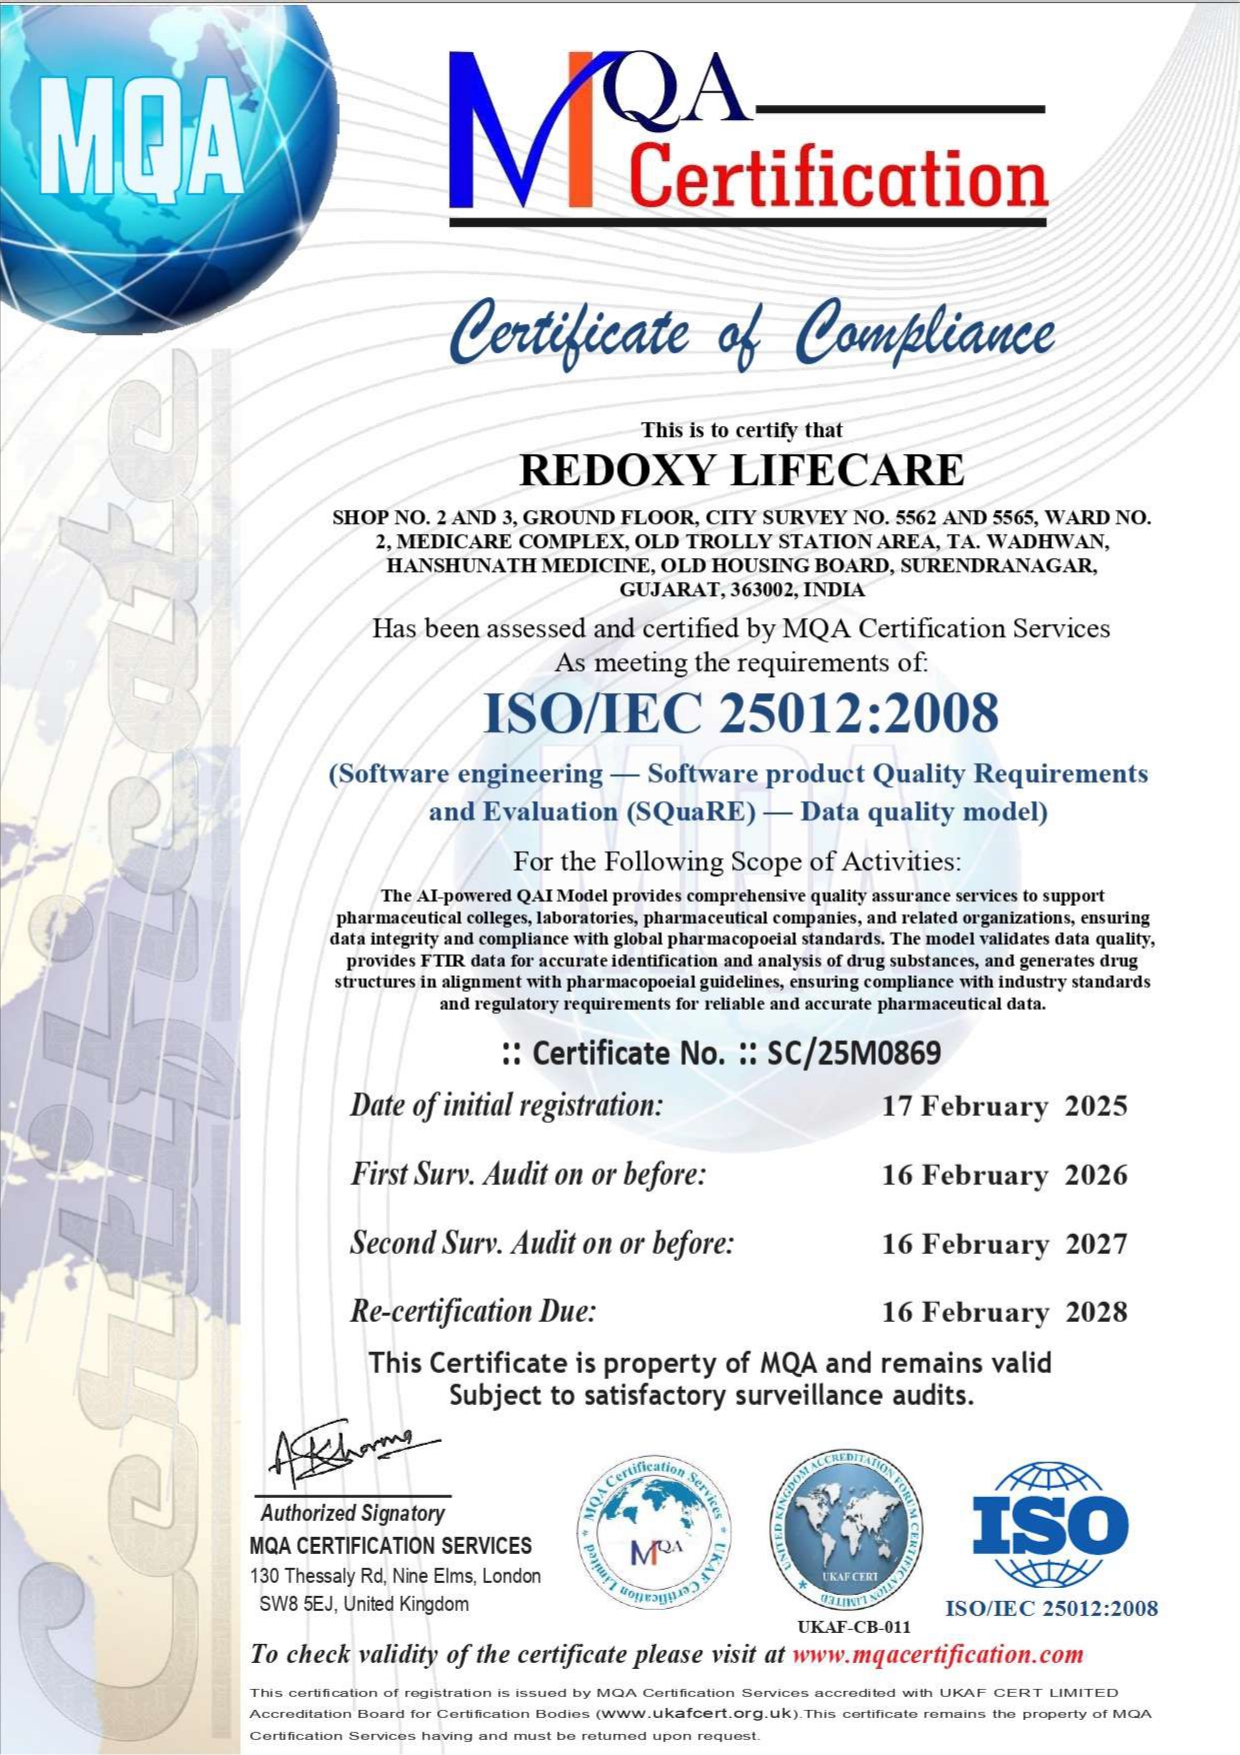 MQA
MQA
Certification
Certificate of Compliance
This is to certify that
REDOXY LIFECARE
SHOP NO. 2 AND 3, GROUND FLOOR, CITY SURVEY NO. 5562 AND 5565, WARD NO.
2, MEDICARE COMPLEX, OLD TROLLY STATION AREA, TA. WADHWAN,
HANSHUNATH MEDICINE, OLD HOUSING BOARD, SURENDRANAGAR,
GUJARAT, 363002, INDIA
Has been assessed and certified by MQA Certification Services
As meeting the requirements of:
ISO/IEC 25012:2008
(Software engineering — Software product Quality Requirements
and Evaluation (SQuaRE) — Data quality model)
For the Following Scope of Activities:
The AI-powered QAI Model provides comprehensive quality assurance services to support
pharmaceutical colleges, laboratories, pharmaceutical companies, and related organizations, ensuring
data integrity and compliance with global pharmacopoeial standards. The model validates data quality,
provides FTIR data for accurate identification and analysis of drug substances, and generates drug
structures in alignment with pharmacopoeial guidelines, ensuring compliance with industry standards
and regulatory requirements for reliable and accurate pharmaceutical data.
:: Certificate No. :: SC/25M0869
Date of initial registration: 17 February 2025
First Surv. Audit on or before: 16 February 2026
Second Surv. Audit on or before: 16 February 2027
Re-certification Due: 16 February 2028
This Certificate is property of MQA and remains valid
Subject to satisfactory surveillance audits.
AKSharma
Authorized Signatory
MQA CERTIFICATION SERVICES
130 Thessaly Rd, Nine Elms, London
SW8 5EJ, United Kingdom
* MQA Certification Services * UKAF Certification Limited
MQA
UNITED KINGDOM ACCREDITATION FORUM CERTIFICATION LIMITED
UKAF CERT
UKAF-CB-011
ISO
ISO/IEC 25012:2008
To check validity of the certificate please visit at www.mqacertification.com
This certification of registration is issued by MQA Certification Services accredited with UKAF CERT LIMITED
Accreditation Board for Certification Bodies (www.ukafcert.org.uk).This certificate remains the property of MQA
Certification Services having and must be returned upon request.
Certificate
MQA